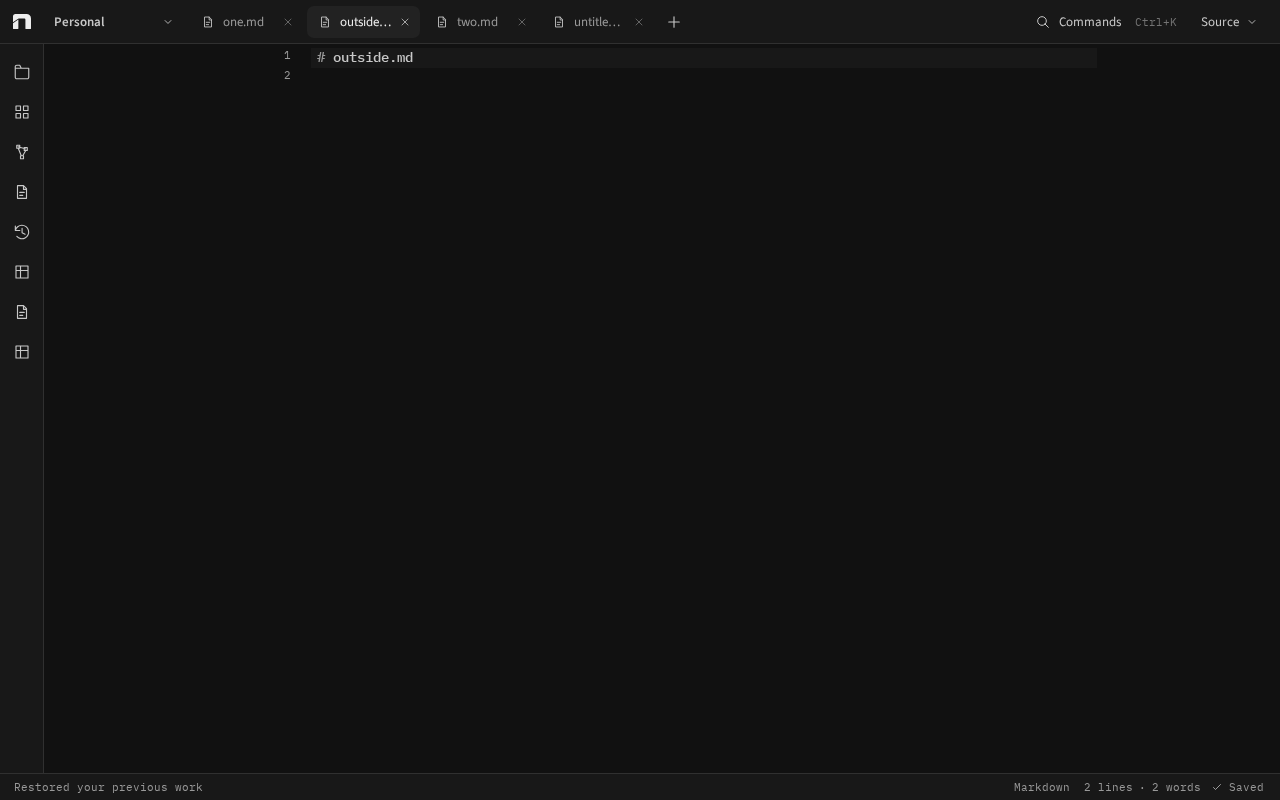 Personal
one.md
outside...
two.md
untitle...
Commands Ctrl+K
Source
1 # outside.md
2
Restored your previous work
Markdown 2 lines · 2 words ✓ Saved